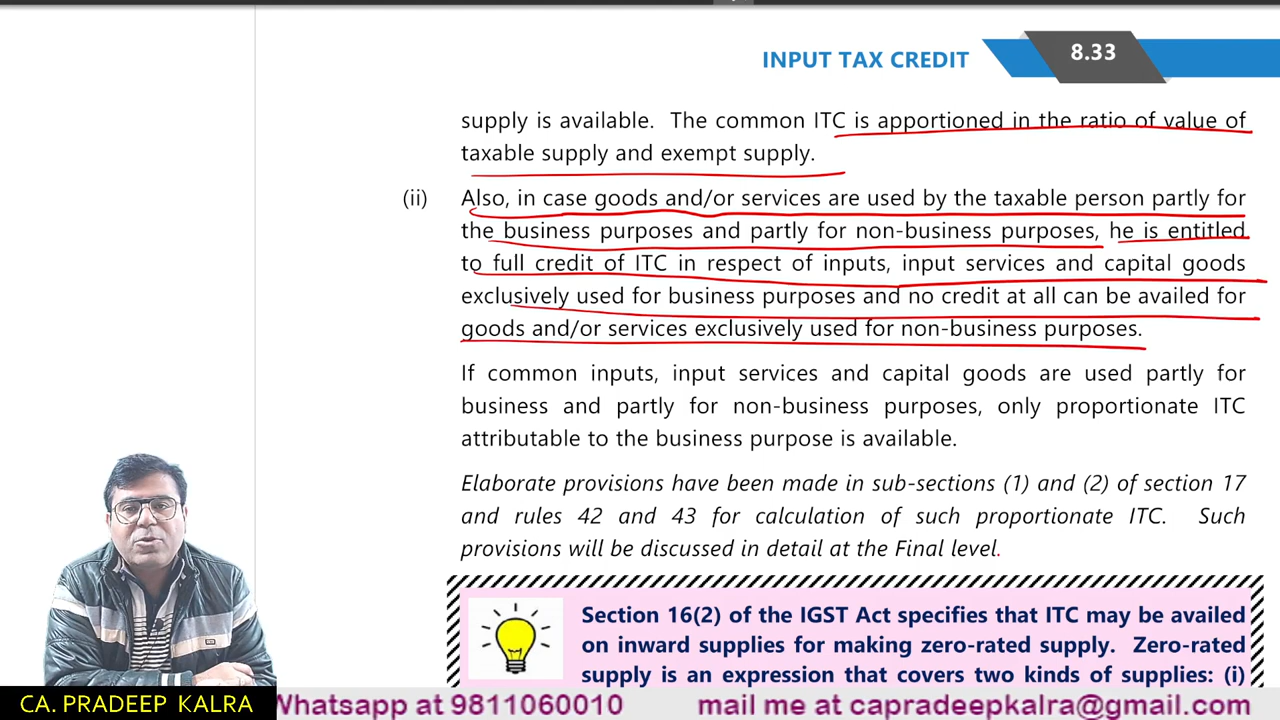 INPUT TAX CREDIT
8.33
supply is available. The common ITC is apportioned in the ratio of value of
taxable supply and exempt supply.
(ii) Also, in case goods and/or services are used by the taxable person partly for
the business purposes and partly for non-business purposes, he is entitled
to full credit of ITC in respect of inputs, input services and capital goods
exclusively used for business purposes and no credit at all can be availed for
goods and/or services exclusively used for non-business purposes.
If common inputs, input services and capital goods are used partly for
business and partly for non-business purposes, only proportionate ITC
attributable to the business purpose is available.
Elaborate provisions have been made in sub-sections (1) and (2) of section 17
and rules 42 and 43 for calculation of such proportionate ITC. Such
provisions will be discussed in detail at the Final level.
Section 16(2) of the IGST Act specifies that ITC may be availed
on inward supplies for making zero-rated supply. Zero-rated
supply is an expression that covers two kinds of supplies: (i)
CA. PRADEEP KALRA
Whatsapp at 9811060010 mail me at capradeepkalra@gmail.com